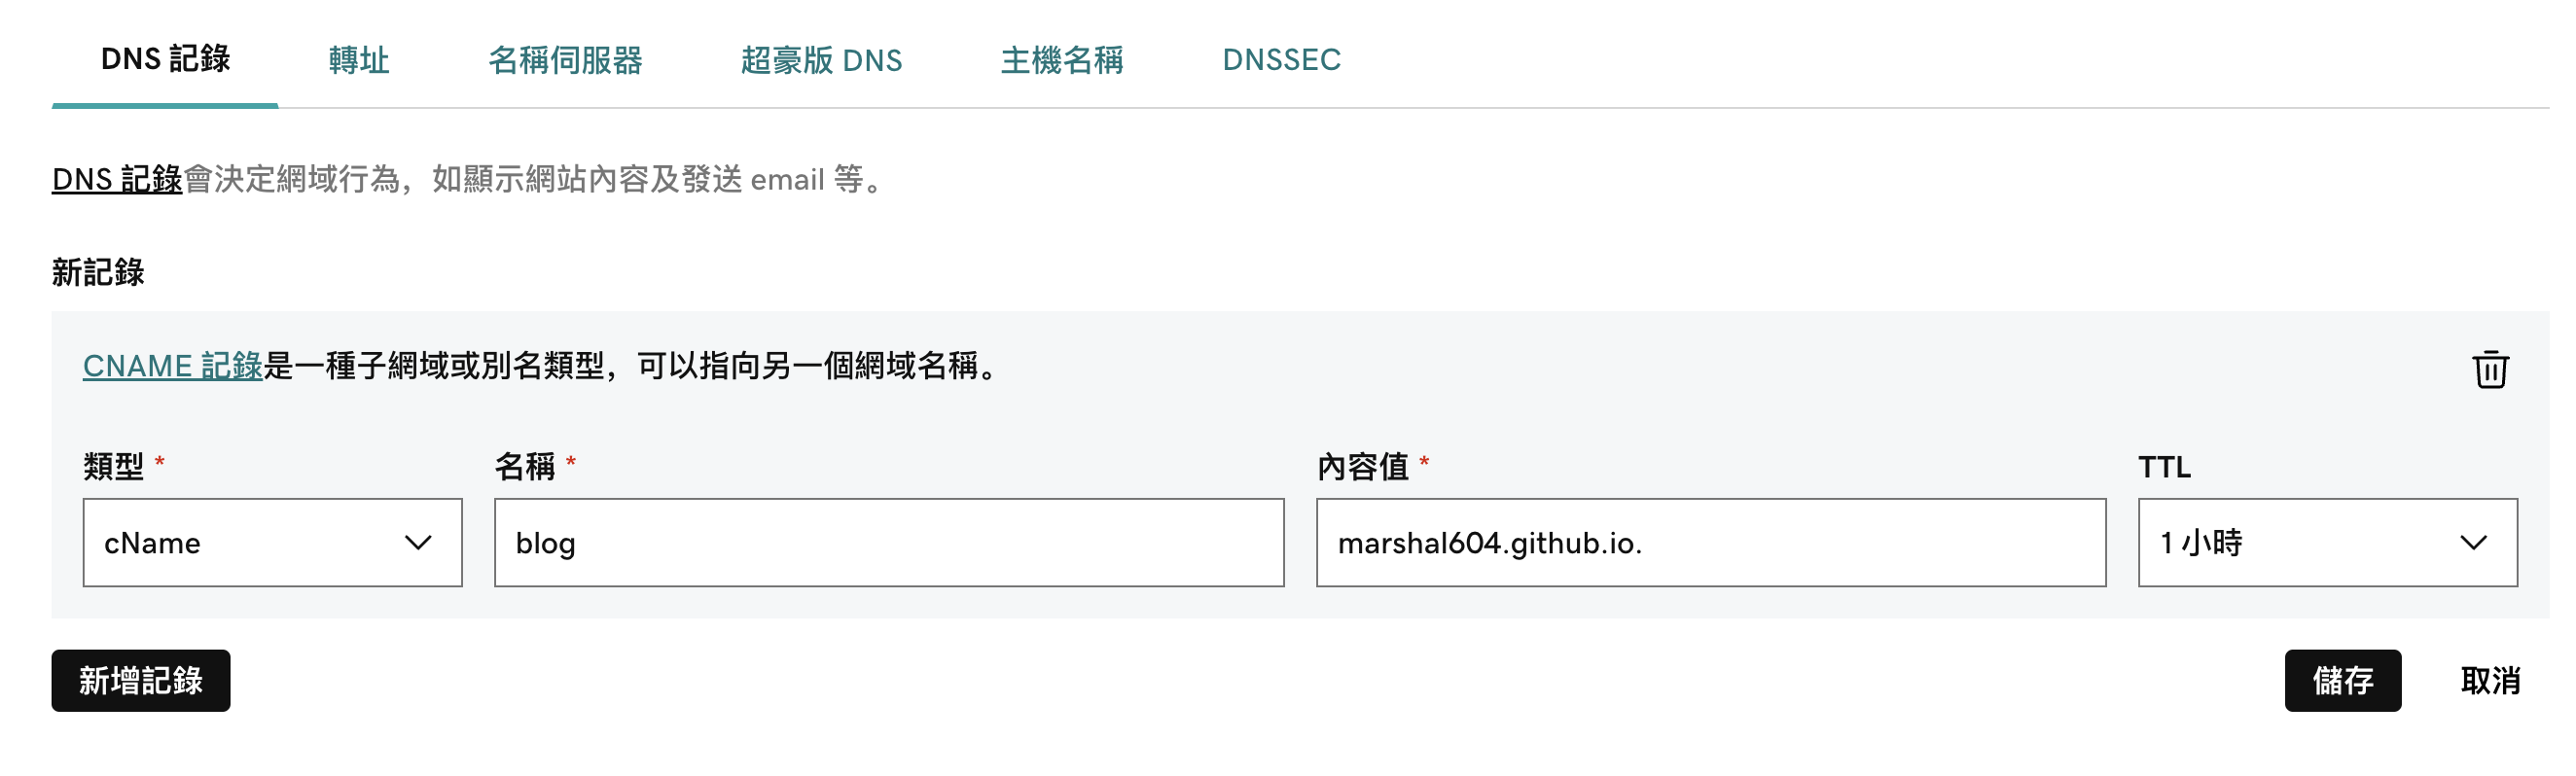 DNS 記錄 轉址 名稱伺服器 超豪版 DNS 主機名稱 DNSSEC
DNS 記錄會決定網域行為，如顯示網站內容及發送 email 等。
新記錄
CNAME 記錄是一種子網域或別名類型，可以指向另一個網域名稱。
類型 * 名稱 * 內容值 * TTL
cName blog marshal604.github.io. 1 小時
新增記錄 儲存 取消